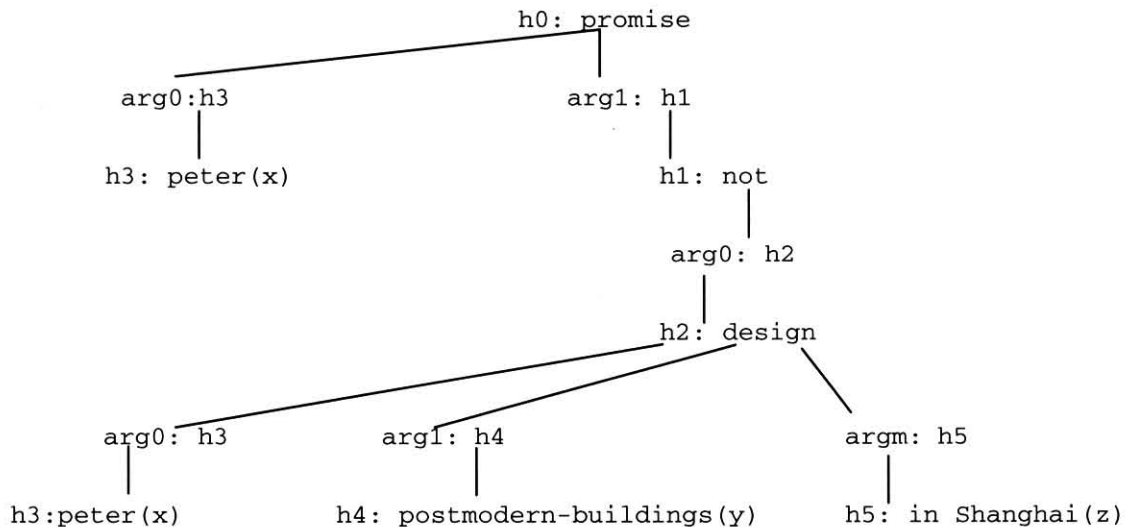 h0: promise
arg0:h3 arg1: h1
h3: peter(x) h1: not
arg0: h2
h2: design
arg0: h3 arg1: h4 argm: h5
h3:peter(x) h4: postmodern-buildings(y) h5: in Shanghai(z)